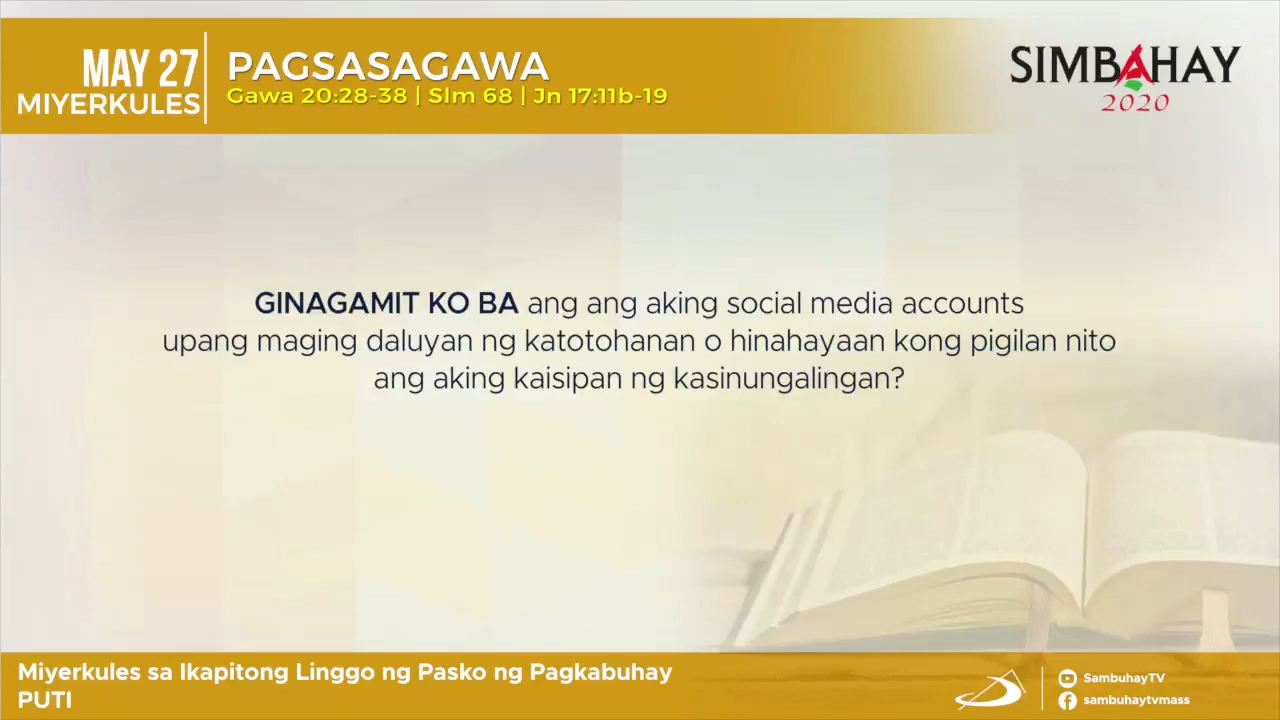 MAY 27
MIYERKULES
PAGSASAGAWA
Gawa 20:28-38 | Slm 68 | Jn 17:11b-19
SIMBAHAY
2020
GINAGAMIT KO BA ang ang aking social media accounts
upang maging daluyan ng katotohanan o hinahayaan kong pigilan nito
ang aking kaisipan ng kasinungalingan?
Miyerkules sa Ikapitong Linggo ng Pasko ng Pagkabuhay
PUTI
SambuhayTV
sambuhaytvmass